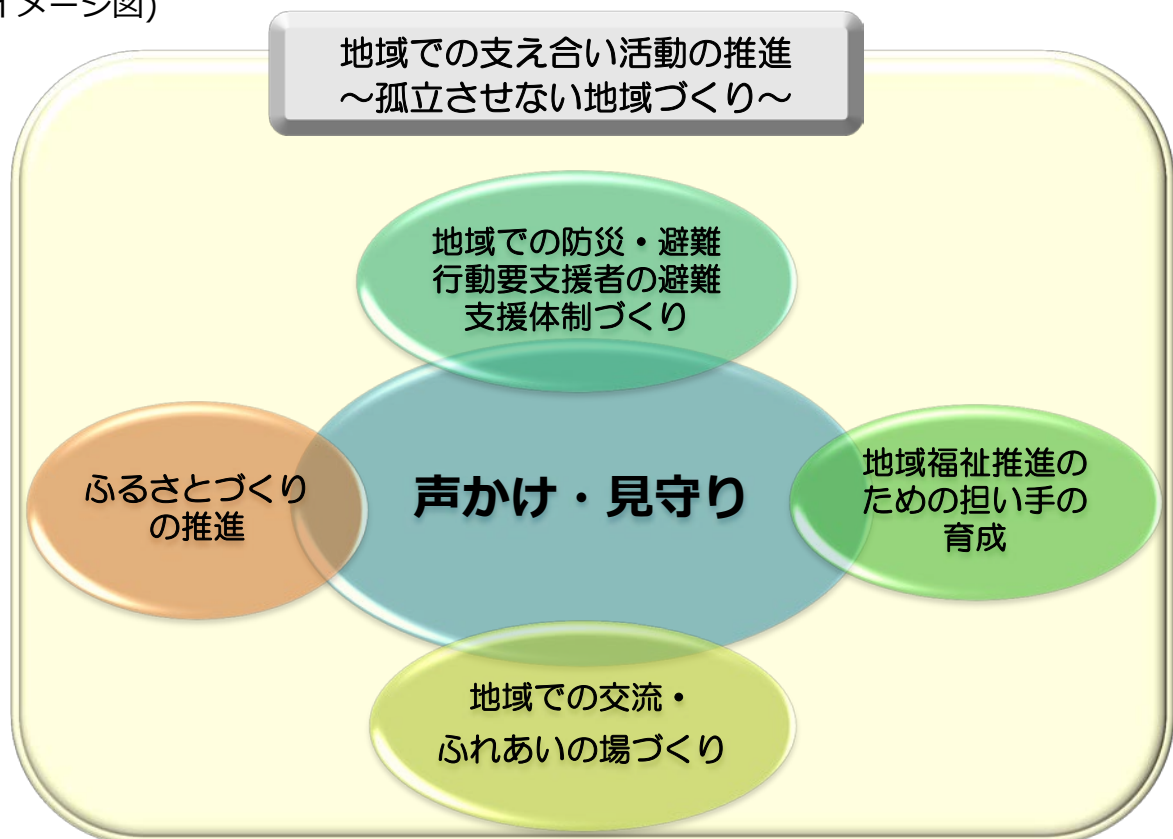 イメージ図)
地域での支え合い活動の推進
～孤立させない地域づくり～
地域での防災・避難
行動要支援者の避難
支援体制づくり
ふるさとづくり
の推進
声かけ・見守り
地域福祉推進の
ための担い手の
育成
地域での交流・
ふれあいの場づくり